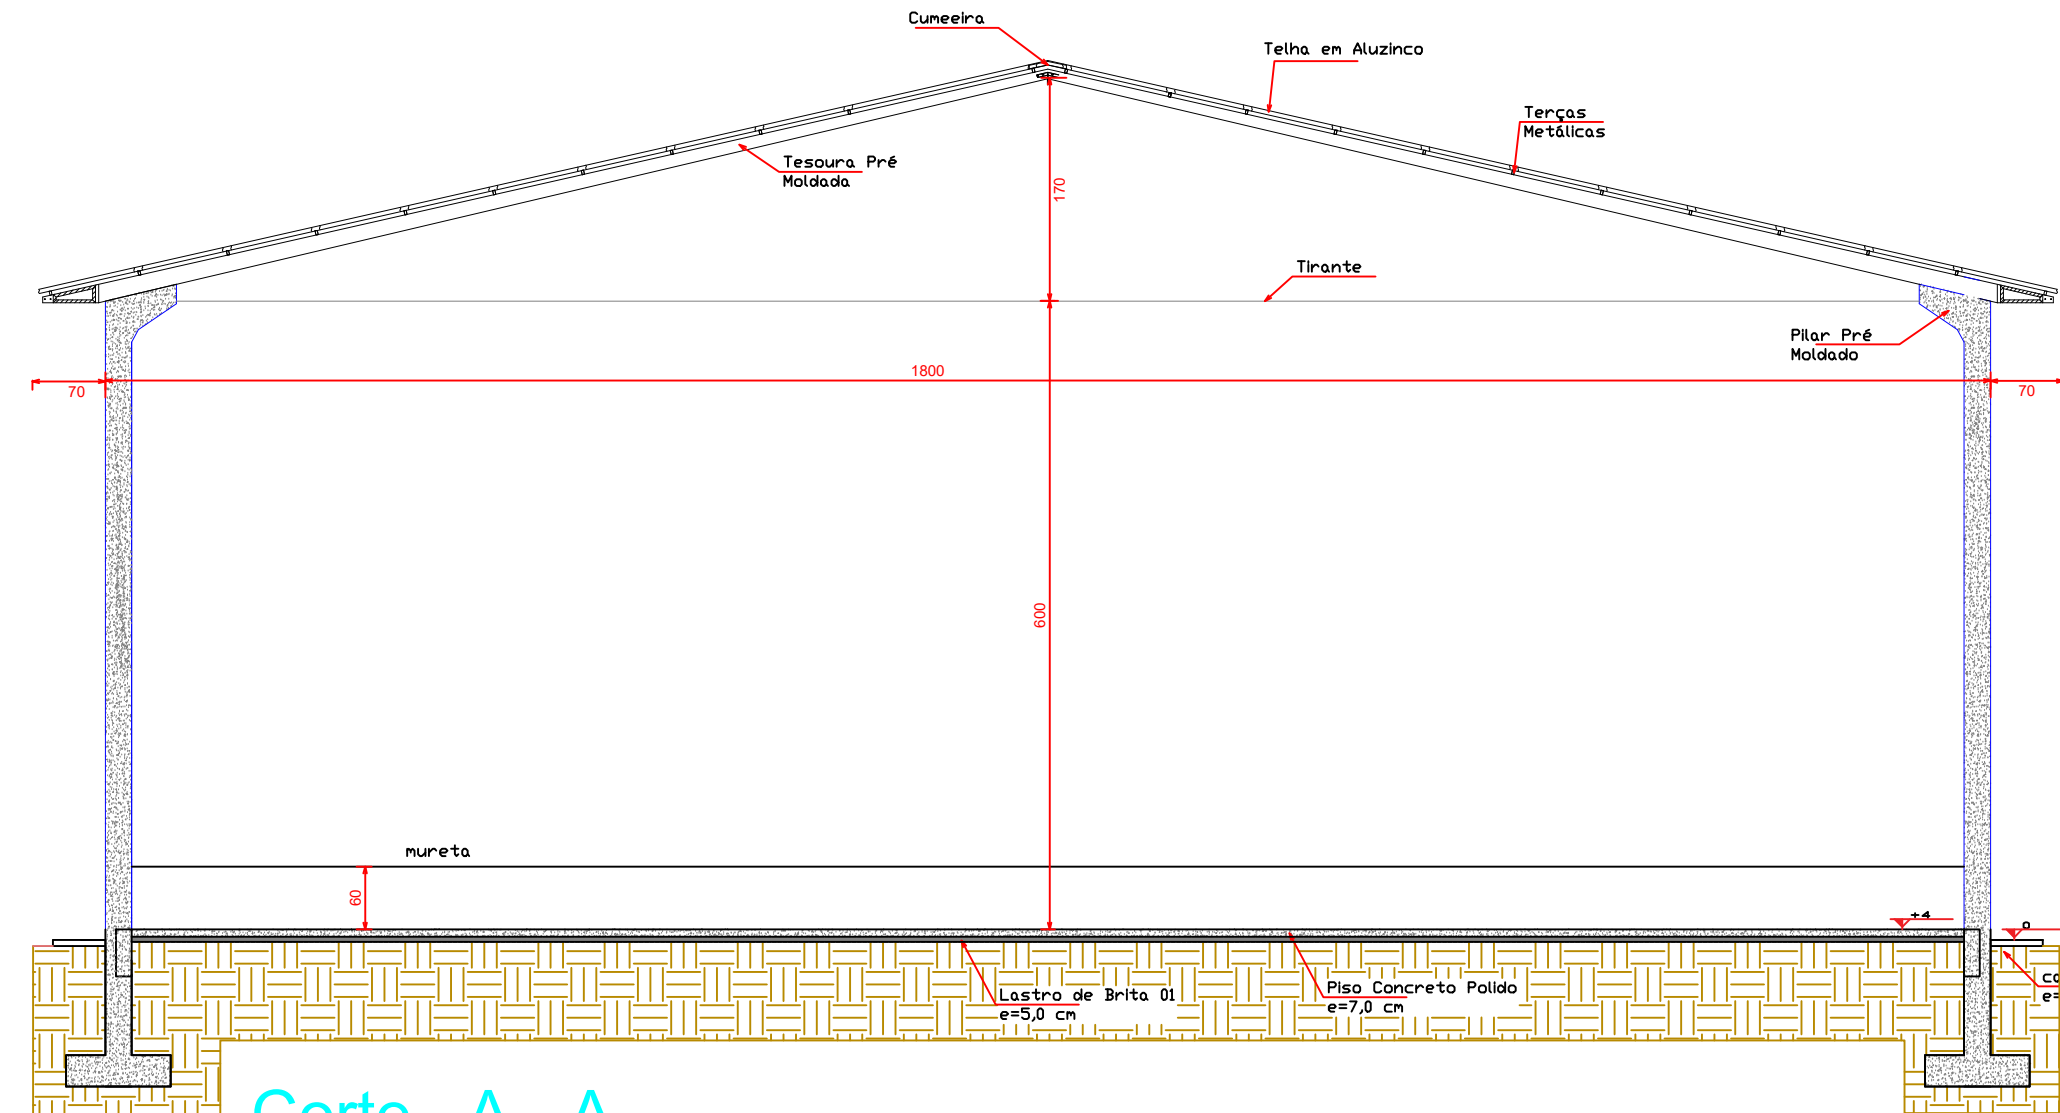 Cumeeira
Telha em Aluzinco
Terças
Metálicas
Tesoura Pré
Moldada
170
Tirante
Pilar Pré
Moldado
70
1800
70
600
mureta
60
+4
0
Lastro de Brita 01
e=5,0 cm
Piso Concreto Polido
e=7,0 cm
e=
Corte A A